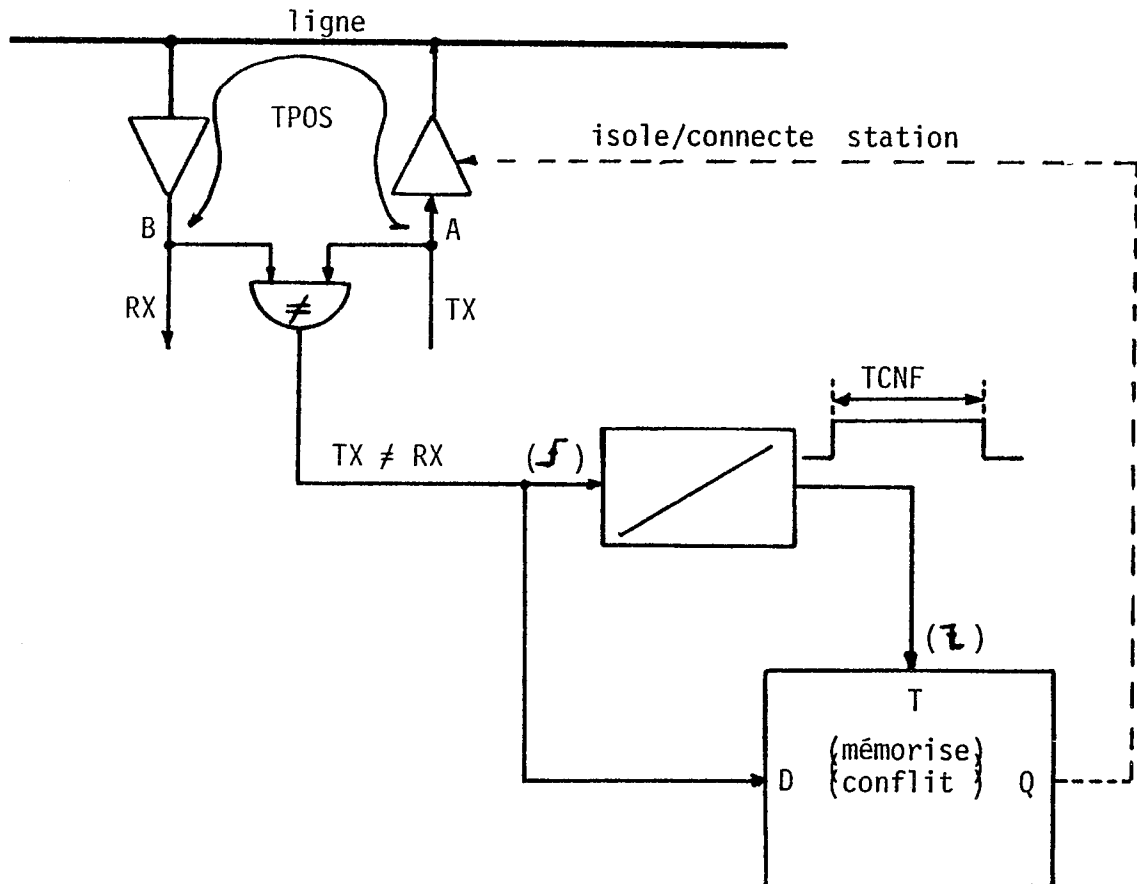 ligne
TPOS
isole/connecte station
B
A
RX
≠
TX
TCNF
TX ≠ RX
T
(mémorise)
(conflit)
D
Q